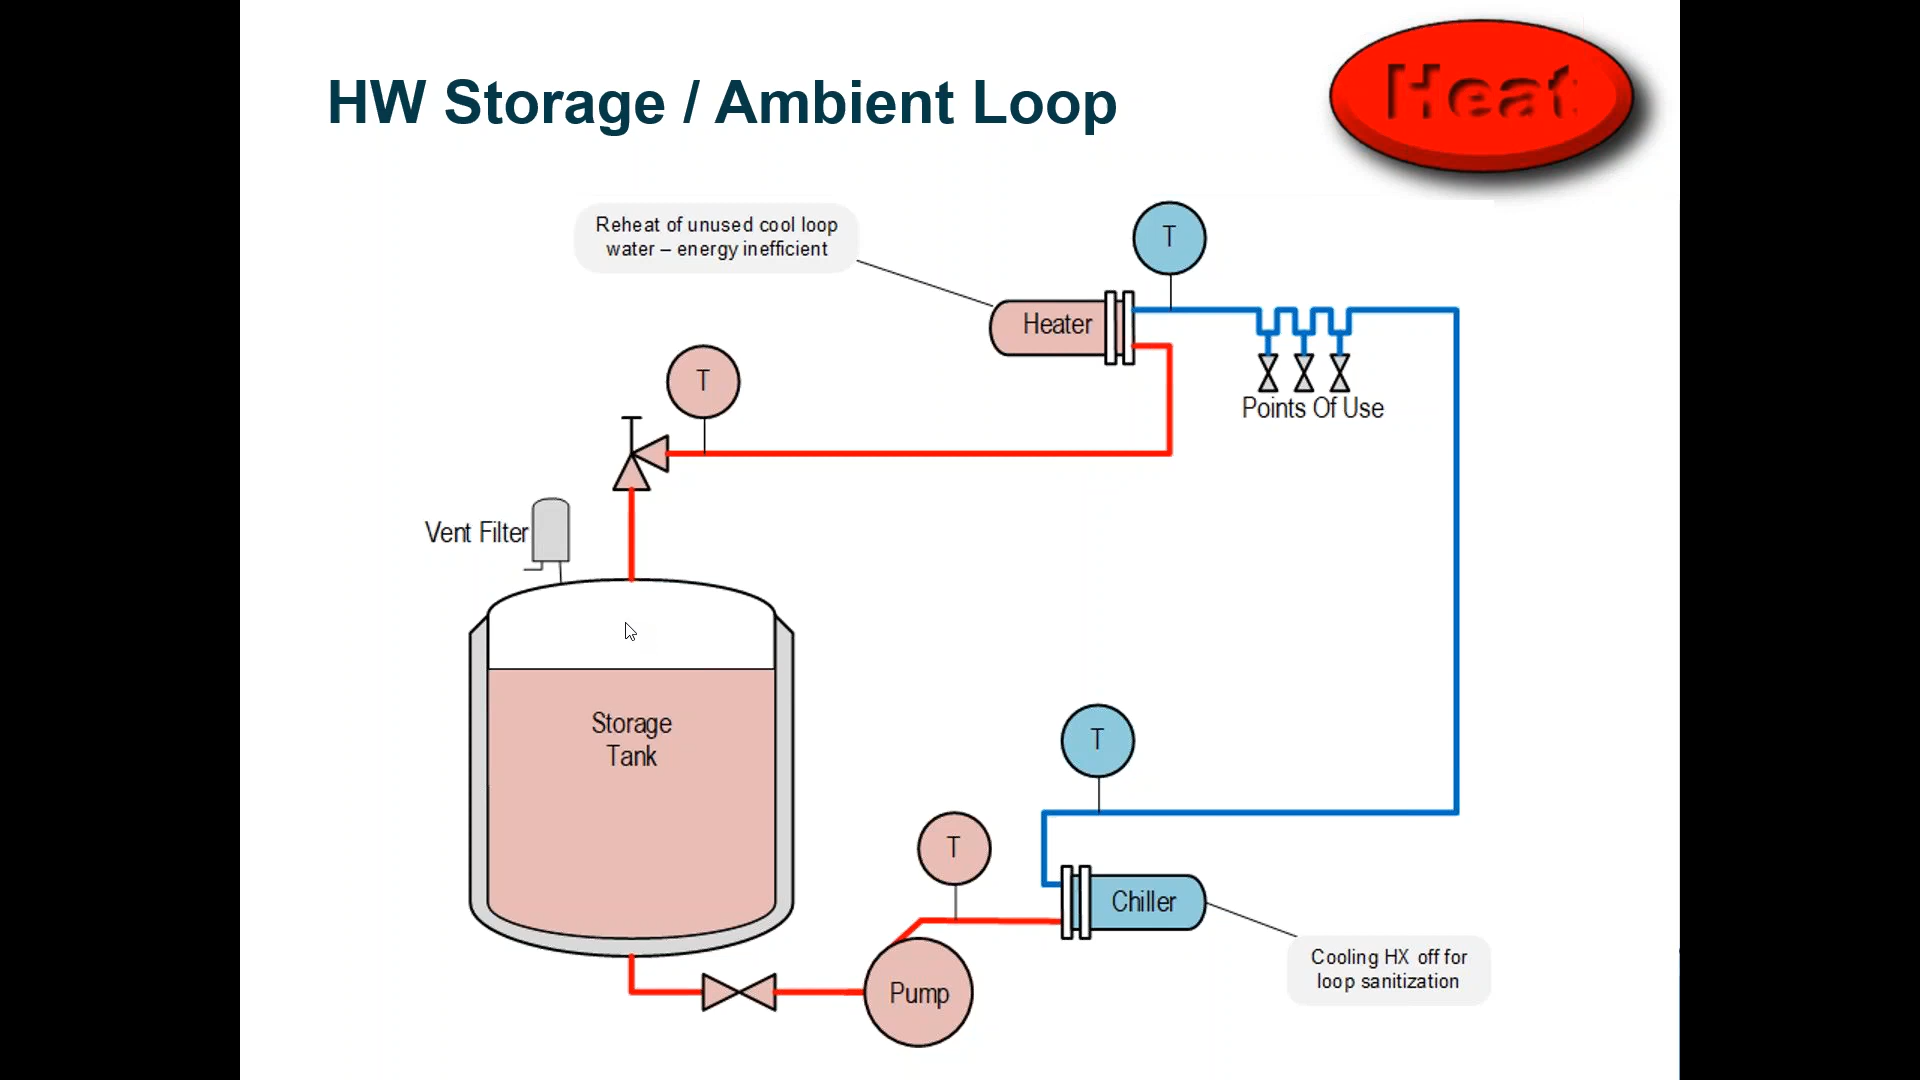 HW Storage / Ambient Loop
Heat
Reheat of unused cool loop
water – energy inefficient
T
Heater
T
Points Of Use
Vent Filter
Storage
Tank
T
T
Chiller
Cooling HX off for
loop sanitization
Pump